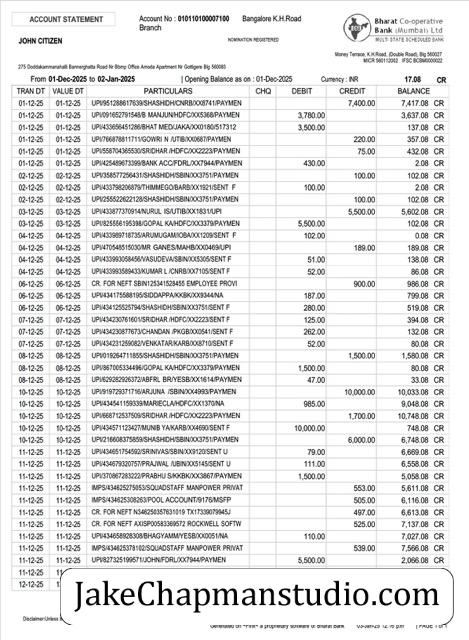 ACCOUNT STATEMENT
Account No : 010110100007100 Bangalore K.H.Road
Branch
Bharat Co-operative
Bank (Mumbai) Ltd
MULTI-STATE SCHEDULED BANK
JOHN CITIZEN
NOMINATION REGISTERED
Money Terrace, K.H.Road, (Double Road), Blg 560027
MICR 560112002 IFSC BCBM0000022
275 Doddakammanahalli Bannerghatta Road Nr Bbmp Office Amoda Apartment Nr Gottigere Blg 560083
From 01-Dec-2025 to 02-Jan-2025 | Opening Balance as on : 01-Dec-2025 Currency : INR 17.08 CR
TRAN DT VALUE DT PARTICULARS CHQ DEBIT CREDIT BALANCE
01-12-25 01-12-25 UPI/951288617639/SHASHIDH/CNRB/XX8741/PAYMEN 7,400.00 7,417.08 CR
01-12-25 01-12-25 UPI/091652791548/B MANJUN/HDFC/XX5368/PAYMEN 3,780.00 3,637.08 CR
01-12-25 01-12-25 UPI/433656451286/BHAT MED/JAKA/XX0180/517312 3,500.00 137.08 CR
01-12-25 01-12-25 UPI/766878811711/GOWRI N /UTIB/XX0687/PAYMEN 220.00 357.08 CR
01-12-25 01-12-25 UPI/558704365530/SRIDHAR /HDFC/XX2223/PAYMEN 75.00 432.08 CR
01-12-25 01-12-25 UPI/425489673399/BANK ACC/FDRL/XX7944/PAYMEN 430.00 2.08 CR
02-12-25 02-12-25 UPI/358577256431/SHASHIDH/SBIN/XX3751/PAYMEN 100.00 102.08 CR
02-12-25 02-12-25 UPI/433798206879/THIMMEGO/BARB/XX1921/SENT F 100.00 2.08 CR
02-12-25 02-12-25 UPI/255522622128/SHASHIDH/SBIN/XX3751/PAYMEN 100.00 102.08 CR
03-12-25 03-12-25 UPI/433877370914/NURUL IS/UTIB/XX1831/UPI 5,500.00 5,602.08 CR
03-12-25 03-12-25 UPI/825556195398/GOPAL KA/HDFC/XX3379/PAYMEN 5,500.00 102.08 CR
04-12-25 04-12-25 UPI/433989718735/ARUMUGAM/IOBA/XX1209/SENT F 102.00 0.08 CR
04-12-25 04-12-25 UPI/470548515030/MR GANES/MAHB/XX0469/UPI 189.00 189.08 CR
04-12-25 04-12-25 UPI/433993058456/VASUDEVA/SBIN/XX5305/SENT F 51.00 138.08 CR
04-12-25 04-12-25 UPI/433993589433/KUMAR L /CNRB/XX7105/SENT F 52.00 86.08 CR
06-12-25 06-12-25 CR. FOR NEFT SBIN125341528455 EMPLOYEE PROVI 900.00 986.08 CR
06-12-25 06-12-25 UPI/434175588195/SIDDAPPA/KKBK/XX9344/NA 187.00 799.08 CR
06-12-25 06-12-25 UPI/434125525794/SHASHIDH/SBIN/XX3751/SENT F 280.00 519.08 CR
07-12-25 07-12-25 UPI/434230761601/SRIDHAR /HDFC/XX2223/SENT F 125.00 394.08 CR
07-12-25 07-12-25 UPI/434230877673/CHANDAN /PKGB/XX0541/SENT F 262.00 132.08 CR
07-12-25 07-12-25 UPI/434231259082/VENKATAR/KARB/XX8710/SENT F 52.00 80.08 CR
08-12-25 08-12-25 UPI/019264711855/SHASHIDH/SBIN/XX3751/PAYMEN 1,500.00 1,580.08 CR
08-12-25 08-12-25 UPI/867005334496/GOPAL KA/HDFC/XX3379/PAYMEN 1,500.00 80.08 CR
08-12-25 08-12-25 UPI/629282926372/ABFRL BR/YESB/XX1614/PAYMEN 47.00 33.08 CR
10-12-25 10-12-25 UPI/919729371716/ARJUNA /SBIN/XX4993/PAYMEN 10,000.00 10,033.08 CR
10-12-25 10-12-25 UPI/434541159339/MARIECLA/HDFC/XX1370/NA 985.00 9,048.08 CR
10-12-25 10-12-25 UPI/668712537509/SRIDHAR /HDFC/XX2223/PAYMEN 1,700.00 10,748.08 CR
10-12-25 10-12-25 UPI/434571123427/MUNIB YA/KARB/XX4690/SENT F 10,000.00 748.08 CR
10-12-25 10-12-25 UPI/216608375859/SHASHIDH/SBIN/XX3751/PAYMEN 6,000.00 6,748.08 CR
11-12-25 11-12-25 UPI/434651754592/SRINIVAS/SBIN/XX9120/SENT U 79.00 6,669.08 CR
11-12-25 11-12-25 UPI/434679320757/PRAJWAL /UBIN/XX5145/SENT U 111.00 6,558.08 CR
11-12-25 11-12-25 UPI/370867283222/PRABHU S/KKBK/XX3867/PAYMEN 1,500.00 5,058.08 CR
11-12-25 11-12-25 IMPS/434625275053/SQUADSTF MANPOWER PRIVAT 553.00 5,611.08 CR
11-12-25 11-12-25 IMPS/434625308263/POOL ACCOUNT/9176/MSFP 505.00 6,116.08 CR
11-12-25 11-12-25 CR. FOR NEFT N346250357631019 TX17339079945J 497.00 6,613.08 CR
11-12-25 11-12-25 CR. FOR NEFT AXISP00583369572 ROCKWELL SOFTW 525.00 7,137.08 CR
11-12-25 11-12-25 UPI/434658928308/BHAGYAMM/YESB/XX0051/NA 110.00 7,027.08 CR
11-12-25 11-12-25 IMPS/434625378102/SQUADSTF MANPOWER PRIVAT 539.00 7,566.08 CR
11-12-25 11-12-25 UPI/827325199571/JOHN/FDRL/XX7944/PAYMEN 5,500.00 2,066.08 CR
12-12-25
JakeChapmanstudio.com